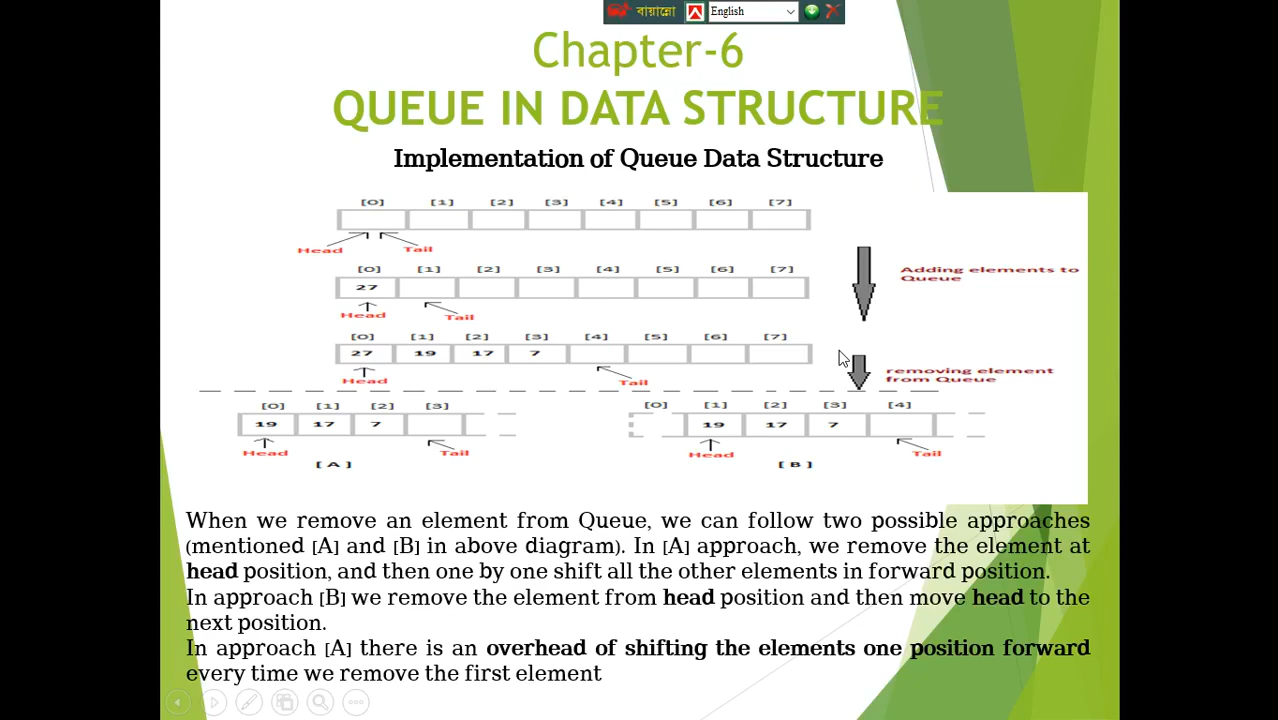 বায়ান্নো English
Chapter-6
QUEUE IN DATA STRUCTURE
Implementation of Queue Data Structure
[0] [1] [2] [3] [4] [5] [6] [7]
Head Tail
Adding elements to
Queue
[0] [1] [2] [3] [4] [5] [6] [7]
27
Head Tail
[0] [1] [2] [3] [4] [5] [6] [7]
27 19 17 7
Head Tail
removing element
from Queue
[0] [1] [2] [3]
19 17 7
Head Tail
[A]
[0] [1] [2] [3] [4]
19 17 7
Head Tail
[B]
When we remove an element from Queue, we can follow two possible approaches
(mentioned [A] and [B] in above diagram). In [A] approach, we remove the element at
head position, and then one by one shift all the other elements in forward position.
In approach [B] we remove the element from head position and then move head to the
next position.
In approach [A] there is an overhead of shifting the elements one position forward
every time we remove the first element